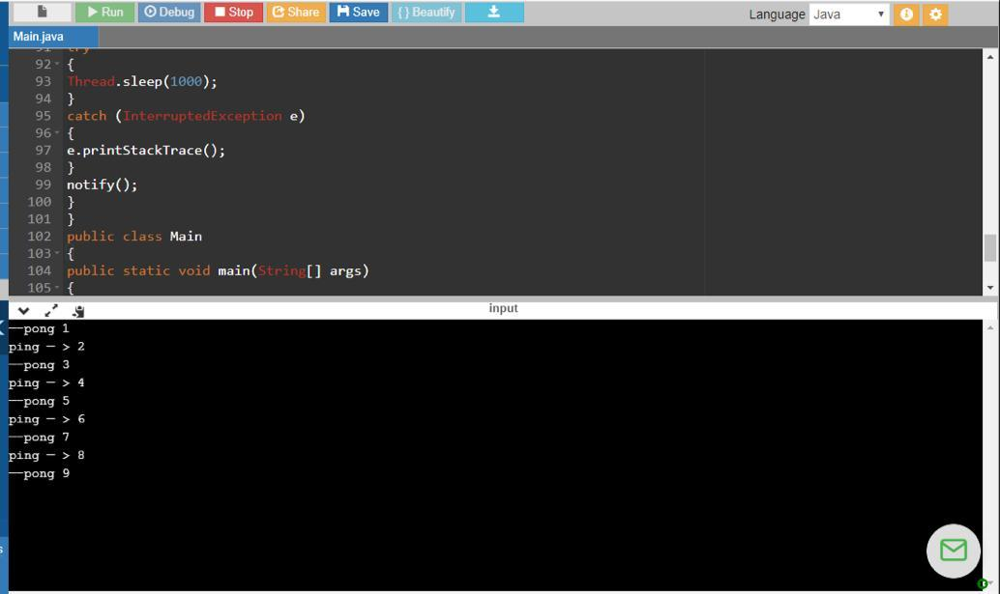 Run Debug Stop Share Save { } Beautify Language Java
Main.java
91 try
92 {
93 Thread.sleep(1000);
94 }
95 catch (InterruptedException e)
96 {
97 e.printStackTrace();
98 }
99 notify();
100 }
101 }
102 public class Main
103 {
104 public static void main(String[] args)
105 {
input
——pong 1
ping — > 2
——pong 3
ping — > 4
——pong 5
ping — > 6
——pong 7
ping — > 8
——pong 9
s